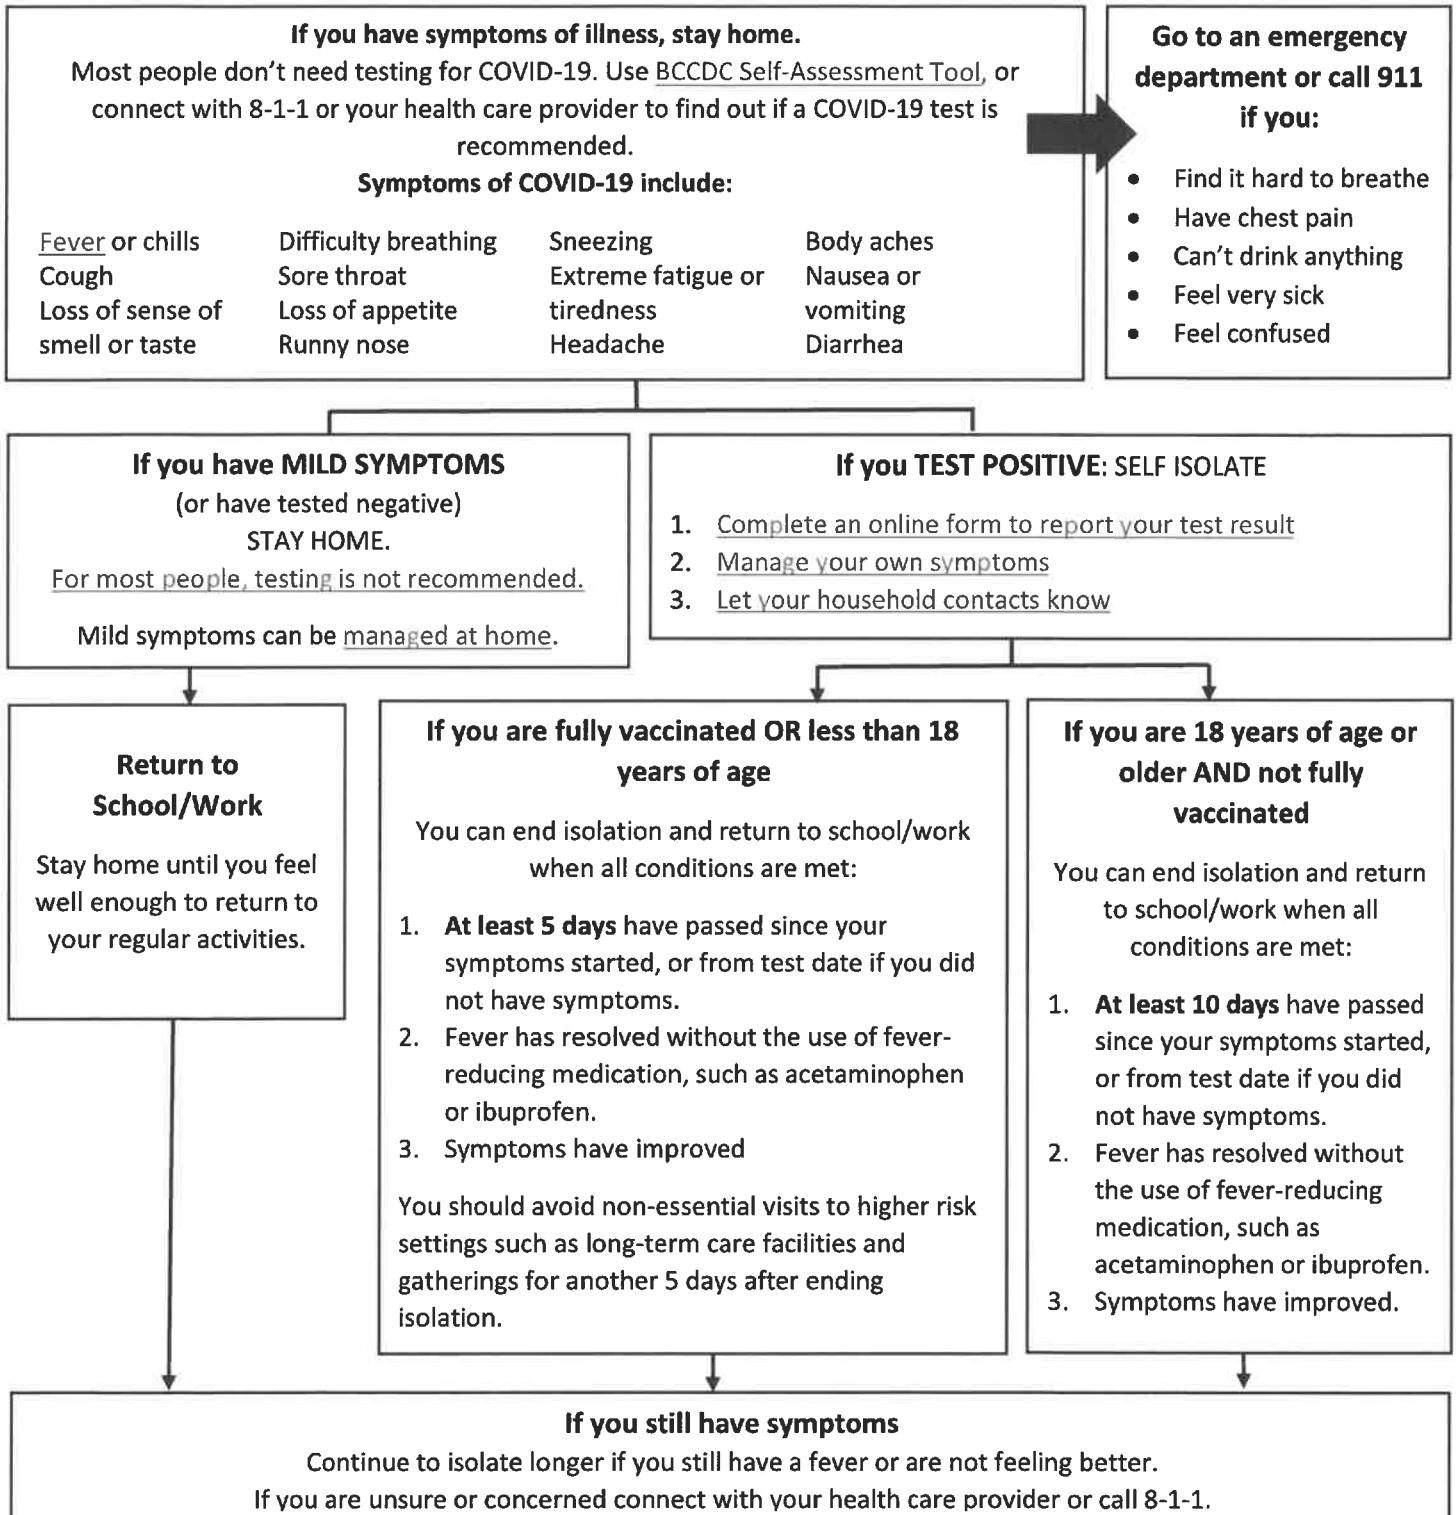 If you have symptoms of illness, stay home.
Most people don't need testing for COVID-19. Use BCCDC Self-Assessment Tool, or
connect with 8-1-1 or your health care provider to find out if a COVID-19 test is
recommended.
Symptoms of COVID-19 include:
Fever or chills
Cough
Loss of sense of
smell or taste
Difficulty breathing
Sore throat
Loss of appetite
Runny nose
Sneezing
Extreme fatigue or
tiredness
Headache
Body aches
Nausea or
vomiting
Diarrhea
Go to an emergency
department or call 911
if you:
• Find it hard to breathe
• Have chest pain
• Can't drink anything
• Feel very sick
• Feel confused
If you have MILD SYMPTOMS
(or have tested negative)
STAY HOME.
For most people, testing is not recommended.
Mild symptoms can be managed at home.
If you TEST POSITIVE: SELF ISOLATE
1. Complete an online form to report your test result
2. Manage your own symptoms
3. Let your household contacts know
Return to
School/Work
Stay home until you feel
well enough to return to
your regular activities.
If you are fully vaccinated OR less than 18
years of age
You can end isolation and return to school/work
when all conditions are met:
1. At least 5 days have passed since your
symptoms started, or from test date if you did
not have symptoms.
2. Fever has resolved without the use of fever-
reducing medication, such as acetaminophen
or ibuprofen.
3. Symptoms have improved
You should avoid non-essential visits to higher risk
settings such as long-term care facilities and
gatherings for another 5 days after ending
isolation.
If you are 18 years of age or
older AND not fully
vaccinated
You can end isolation and return
to school/work when all
conditions are met:
1. At least 10 days have passed
since your symptoms started,
or from test date if you did
not have symptoms.
2. Fever has resolved without
the use of fever-reducing
medication, such as
acetaminophen or ibuprofen.
3. Symptoms have improved.
If you still have symptoms
Continue to isolate longer if you still have a fever or are not feeling better.
If you are unsure or concerned connect with your health care provider or call 8-1-1.